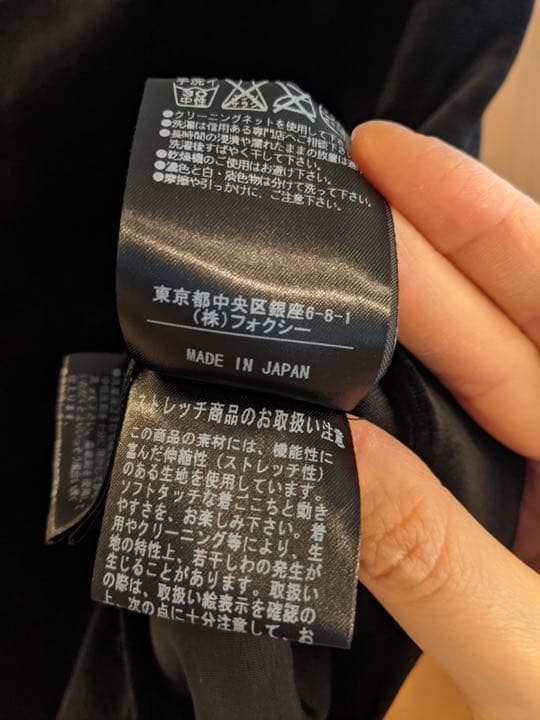 手洗イ
30
中性
●クリーニングネットを使用して下
●洗濯は信用ある専門店へご相談下
●長時間の浸漬や濡れたままの放置は避
洗濯後すばやく干して下さい。
●乾燥機のご使用はお避け下さい。
●濃色と白・淡色物は分けて洗って下さい。
●摩擦や引っかけに、ご注意下さい。
東京都中央区銀座6-8-1
(株)フォクシー
MADE IN JAPAN
ストレッチ商品のお取扱い注意
この商品の素材には、機能性に
富んだ伸縮性(ストレッチ性)
のある生地を使用しています。
ソフトタッチな着ごこちと動き
やすさを、お楽しみ下さい。着
用やクリーニング等により、生
地の特性上、若干しわの発生が
生じることがあります。取扱い
の際は、取扱い絵表示を確認の
上、次の点に十分注意して、お